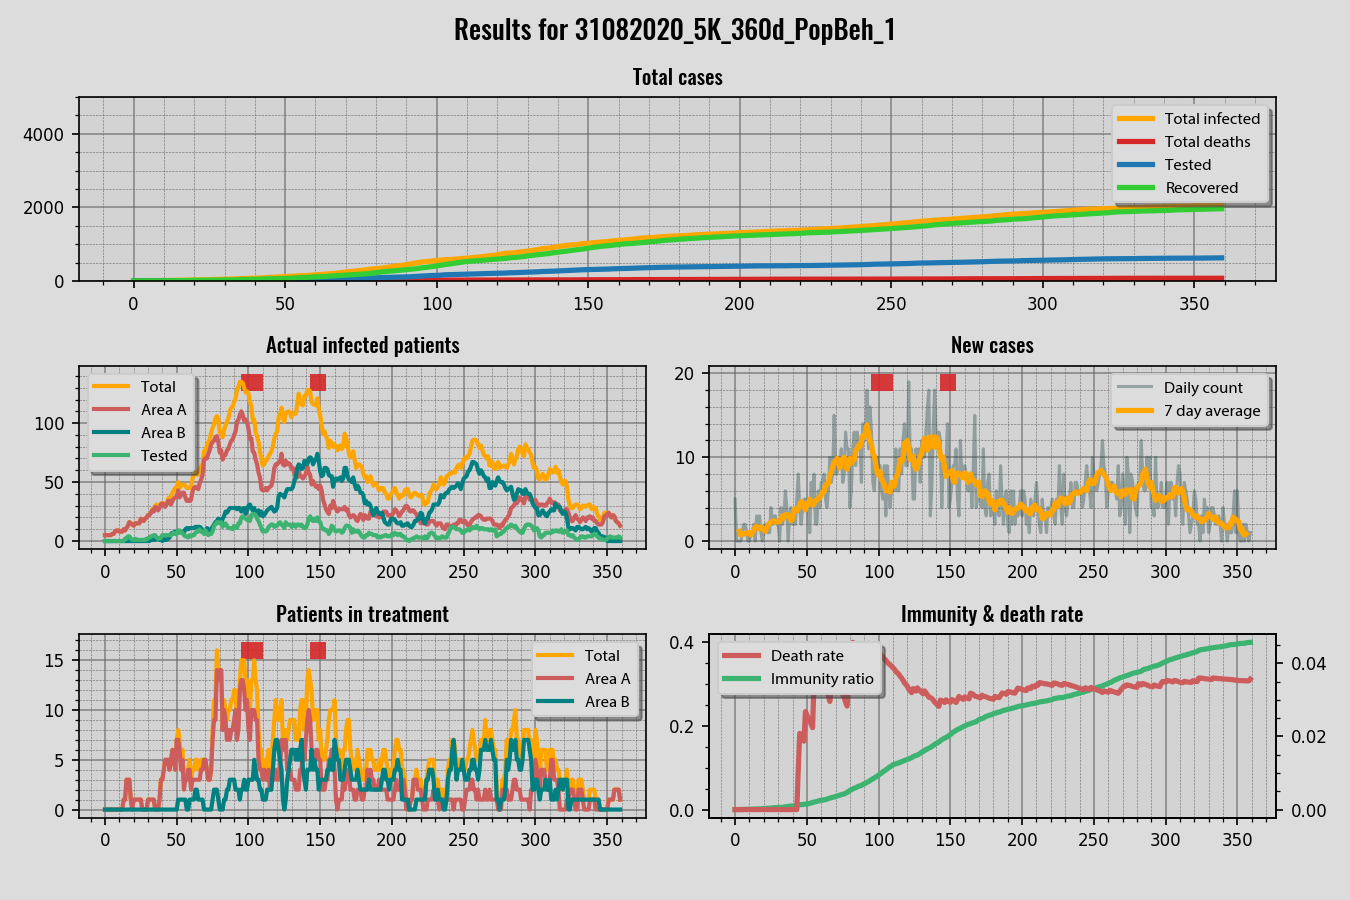 Results for 31082020_5K_360d_PopBeh_1
Total cases
4000
2000
0
Total infected
Total deaths
Tested
Recovered
0 50 100 150 200 250 300 350
Actual infected patients
100
50
0
Total
Area A
Area B
Tested
0 50 100 150 200 250 300 350
New cases
20
10
0
Daily count
7 day average
0 50 100 150 200 250 300 350
Patients in treatment
15
10
5
0
Total
Area A
Area B
0 50 100 150 200 250 300 350
Immunity & death rate
0.4
0.2
0.0
Death rate
Immunity ratio
0.04
0.02
0.00
0 50 100 150 200 250 300 350